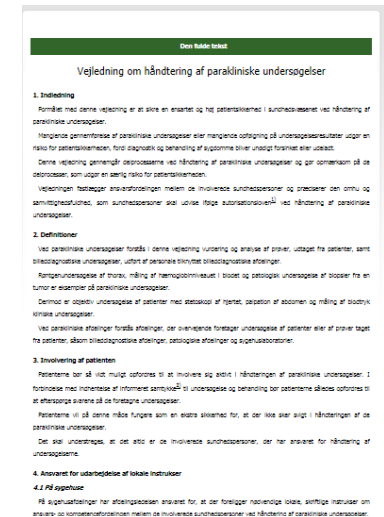 Den fulde tekst
Vejledning om håndtering af parakliniske undersøgelser
1. Indledning
Formålet med denne vejledning er at sikre en ensartet og høj patientsikkerhed i sundhedsvæsenet ved håndtering af
parakliniske undersøgelser.
Manglende gennemførelse af parakliniske undersøgelser eller manglende opfølgning på undersøgelsesresultater udgør en
risiko for patientsikkerheden, fordi diagnostik og behandling af sygdomme bliver unødigt forsinket eller udeladt.
Denne vejledning gennemgår delprocesserne ved håndtering af parakliniske undersøgelser og gør opmærksom på de
delprocesser, som udgør en særlig risiko for patientsikkerheden.
Vejledningen fastlægger ansvarsfordelingen mellem de involverede sundhedspersoner og præciserer den omhu og
samvittighedsfuldhed, som sundhedspersoner skal udvise ifølge autorisationsloven1) ved håndtering af parakliniske
undersøgelser.
2. Definitioner
Ved parakliniske undersøgelser forstås i denne vejledning vurdering og analyse af prøver, udtaget fra patienter, samt
billeddiagnostiske undersøgelser, udført af personale tilknyttet billeddiagnostiske afdelinger.
Røntgenundersøgelse af thorax, måling af hæmoglobinniveauet i blodet og patologisk undersøgelse af biopsier fra en
tumor er eksempler på parakliniske undersøgelser.
Derimod er objektiv undersøgelse af patienter med stetoskopi af hjertet, palpation af abdomen og måling af blodtryk
kliniske undersøgelser.
Ved parakliniske afdelinger forstås afdelinger, der overvejende foretager undersøgelse af patienter eller af prøver taget
fra patienter, såsom billeddiagnostiske afdelinger, patologiske afdelinger og sygehuslaboratorier.
3. Involvering af patienten
Patienterne bør så vidt muligt opfordres til at involvere sig aktivt i håndteringen af parakliniske undersøgelser. I
forbindelse med indhentelse af informeret samtykke2) til undersøgelse og behandling bør patienterne således opfordres til
at efterspørge svarene på de foretagne undersøgelser.
Patienterne vil på denne måde fungere som en ekstra sikkerhed for, at der ikke sker svigt i håndteringen af de
parakliniske undersøgelser.
Det skal understreges, at det altid er de involverede sundhedspersoner, der har ansvaret for håndtering af
undersøgelserne.
4. Ansvaret for udarbejdelse af lokale instrukser
4.1 På sygehuse
På sygehusafdelinger har afdelingsledelsen ansvaret for, at der foreligger nødvendige lokale, skriftlige instrukser om
ansvars- og kompetencefordelingen mellem de involverede sundhedspersoner ved håndtering af parakliniske undersøgelser.